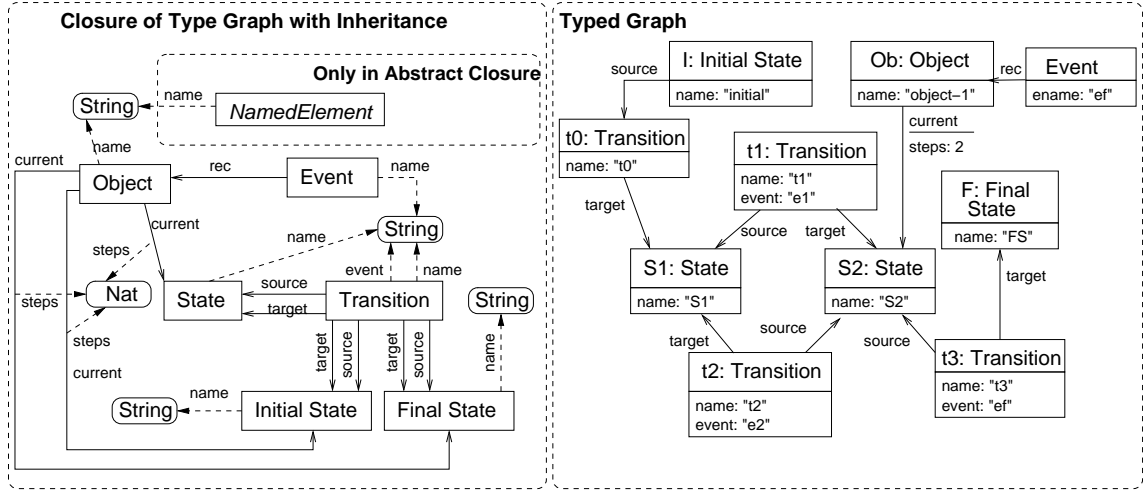 Closure of Type Graph with Inheritance
Only in Abstract Closure
String
name
NamedElement
name
current
Object
rec
Event
name
current
steps
name
String
event
name
Nat
steps
State
source
target
Transition
String
steps
current
target
source
target
source
name
String
name
Initial State
Final State
Typed Graph
I: Initial State
name: "initial"
source
Ob: Object
name: "object–1"
rec
Event
ename: "ef"
current
steps: 2
t0: Transition
name: "t0"
t1: Transition
name: "t1"
event: "e1"
F: Final
State
name: "FS"
target
source
target
S1: State
name: "S1"
S2: State
name: "S2"
target
target
source
source
t2: Transition
name: "t2"
event: "e2"
t3: Transition
name: "t3"
event: "ef"